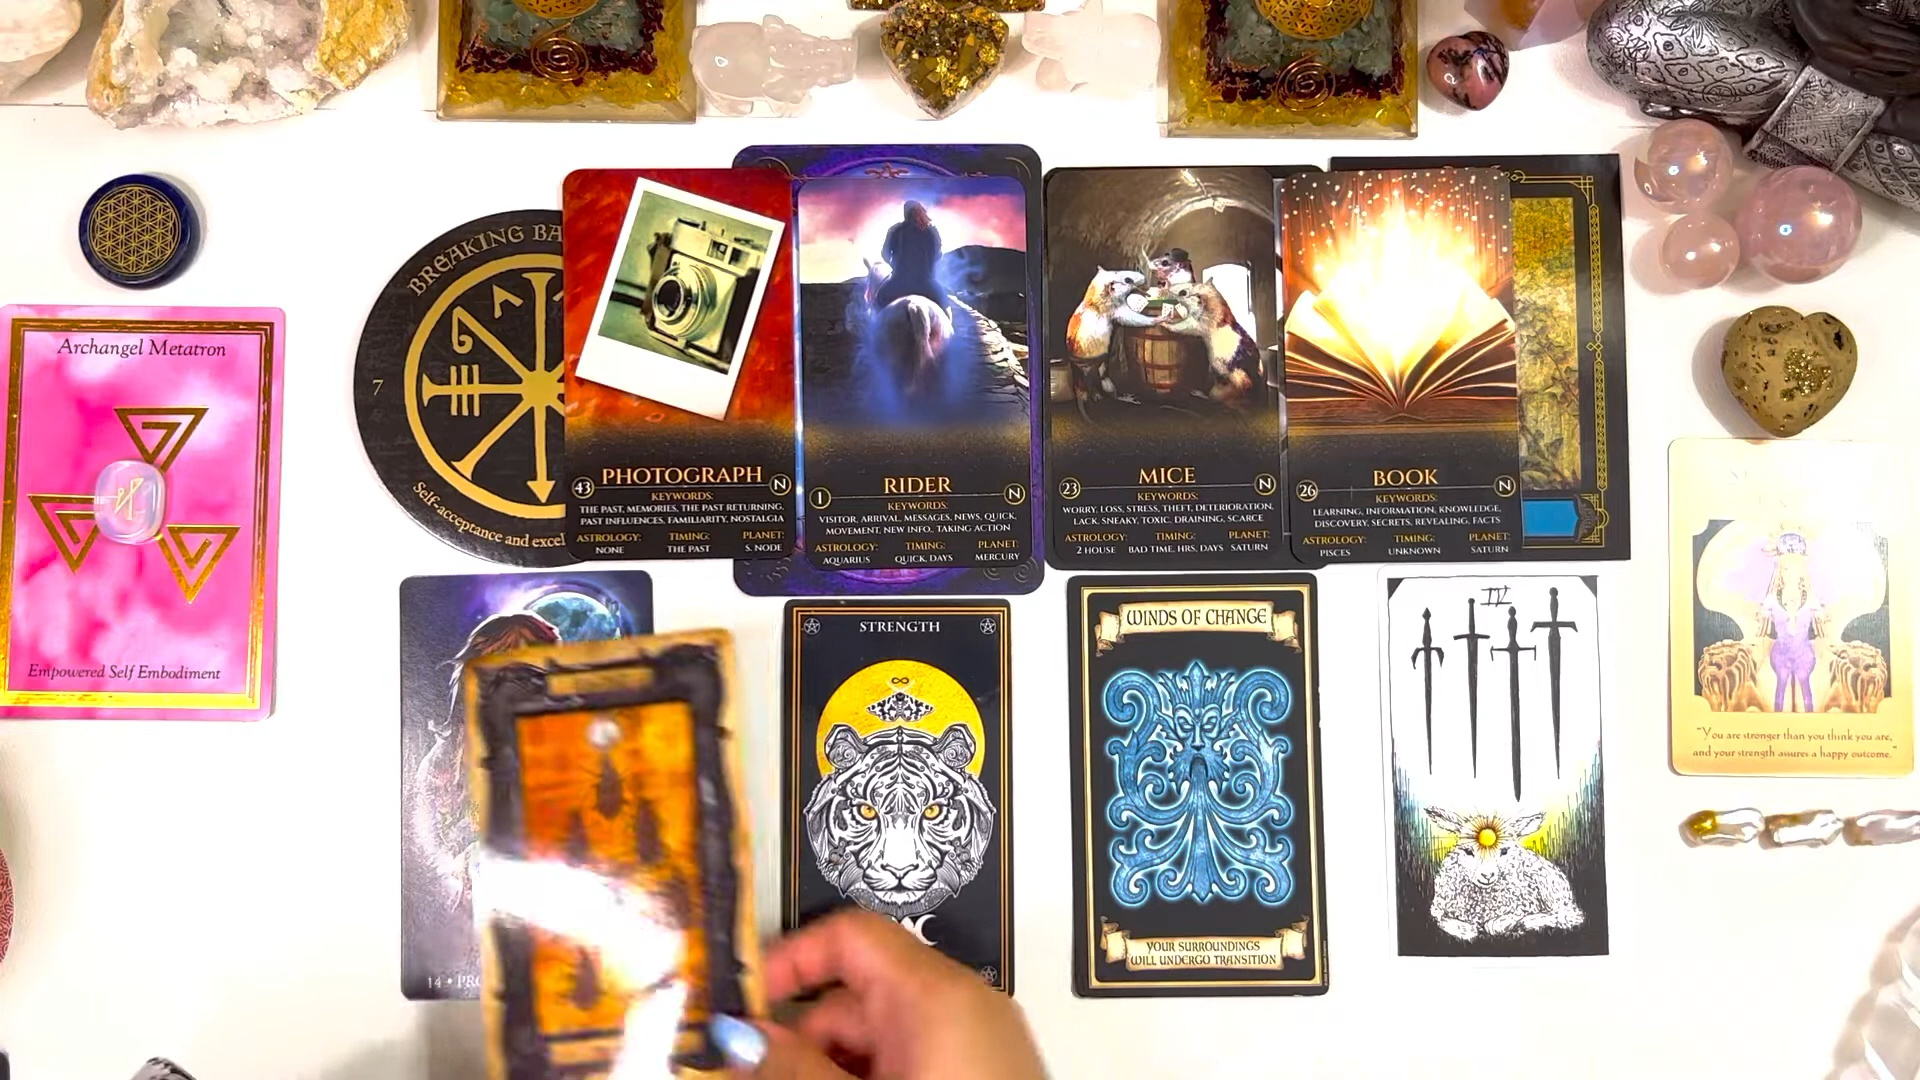 Archangel Metatron
Empowered Self Embodiment
BREAKING BA
7
Self-acceptance and excel
PHOTOGRAPH
43
N
KEYWORDS:
THE PAST, MEMORIES, THE PAST RETURNING,
PAST INFLUENCES, FAMILIARITY, NOSTALGIA
ASTROLOGY: TIMING: PLANET:
NONE THE PAST S. NODE
RIDER
1
N
KEYWORDS:
VISITOR, ARRIVAL, MESSAGES, NEWS, QUICK,
MOVEMENT, NEW INFO, TAKING ACTION
ASTROLOGY: TIMING: PLANET:
AQUARIUS QUICK, DAYS MERCURY
MICE
23
N
KEYWORDS:
WORRY, LOSS, STRESS, THEFT, DETERIORATION,
LACK, SNEAKY, TOXIC, DRAINING, SCARCE
ASTROLOGY: TIMING: PLANET:
2 HOUSE BAD TIME, HRS, DAYS SATURN
BOOK
26
N
KEYWORDS:
LEARNING, INFORMATION, KNOWLEDGE,
DISCOVERY, SECRETS, REVEALING, FACTS
ASTROLOGY: TIMING: PLANET:
PISCES UNKNOWN SATURN
14 • PRO
STRENGTH
WINDS OF CHANGE
YOUR SURROUNDINGS
WILL UNDERGO TRANSITION
IV
"You are stronger than you think you are,
and your strength assures a happy outcome."